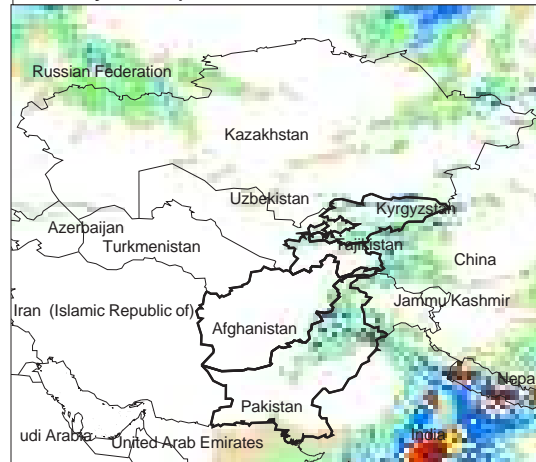 Russian Federation
Kazakhstan
Uzbekistan
Kyrgyzstan
Azerbaijan
Turkmenistan
Tajikistan
China
Iran (Islamic Republic of)
Jammu Kashmir
Afghanistan
Nepa
Pakistan
udi Arabia
United Arab Emirates
India